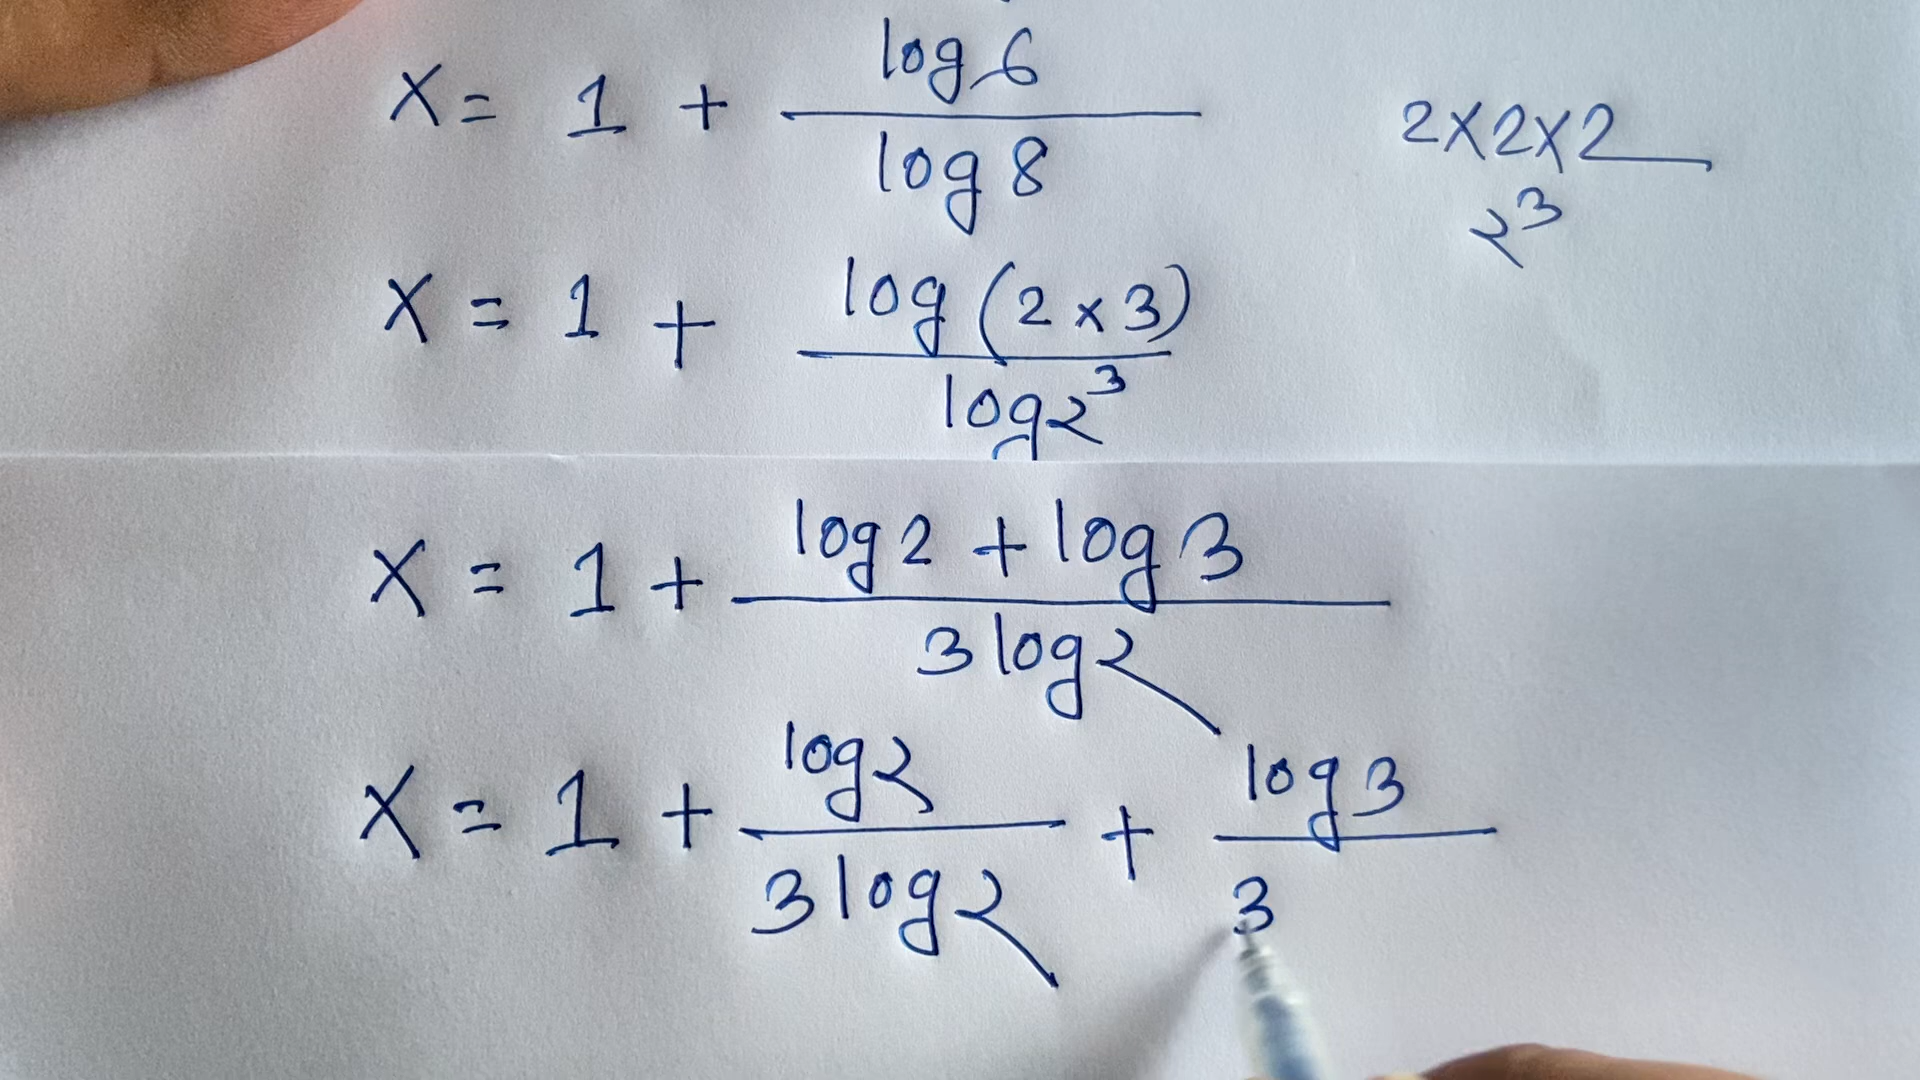 x = 1 + log 6 / log 8
2×2×2
2³
x = 1 + log (2 × 3) / log 2³
x = 1 + log 2 + log 3 / 3 log 2
x = 1 + log 2 / 3 log 2 + log 3 / 3